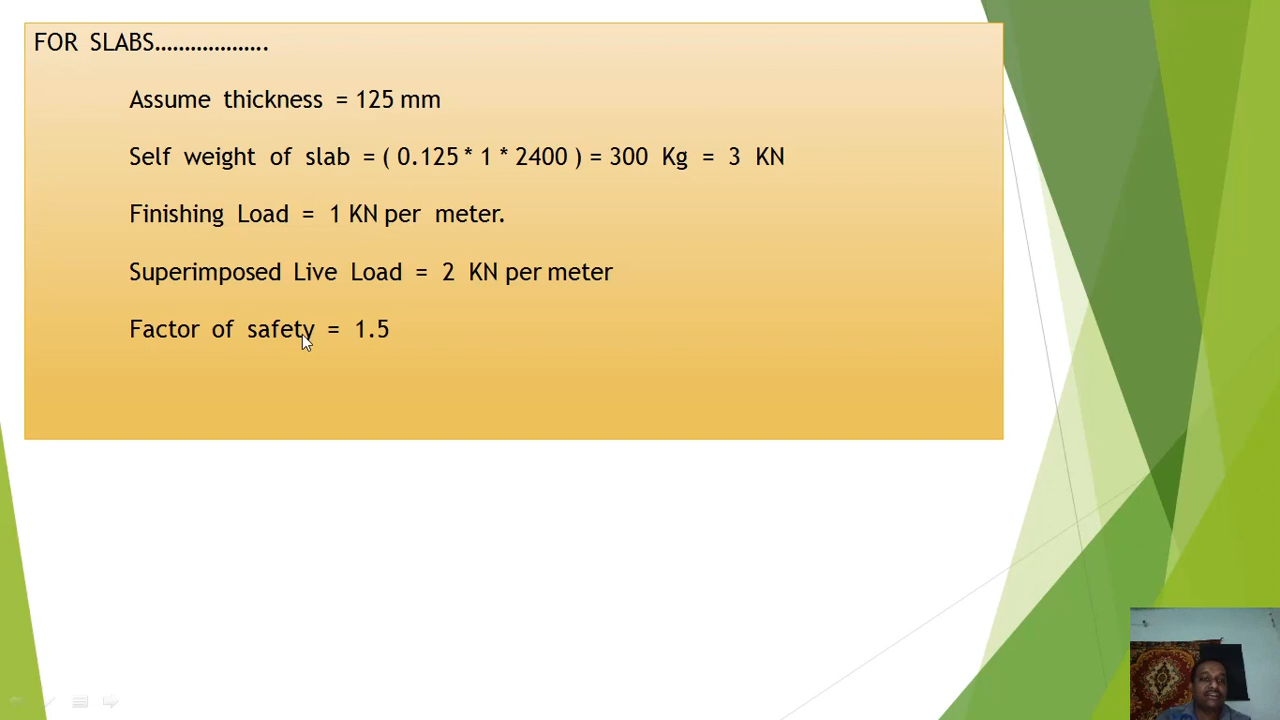 FOR SLABS...................
Assume thickness = 125 mm
Self weight of slab = ( 0.125 * 1 * 2400 ) = 300 Kg = 3 KN
Finishing Load = 1 KN per meter.
Superimposed Live Load = 2 KN per meter
Factor of safety = 1.5